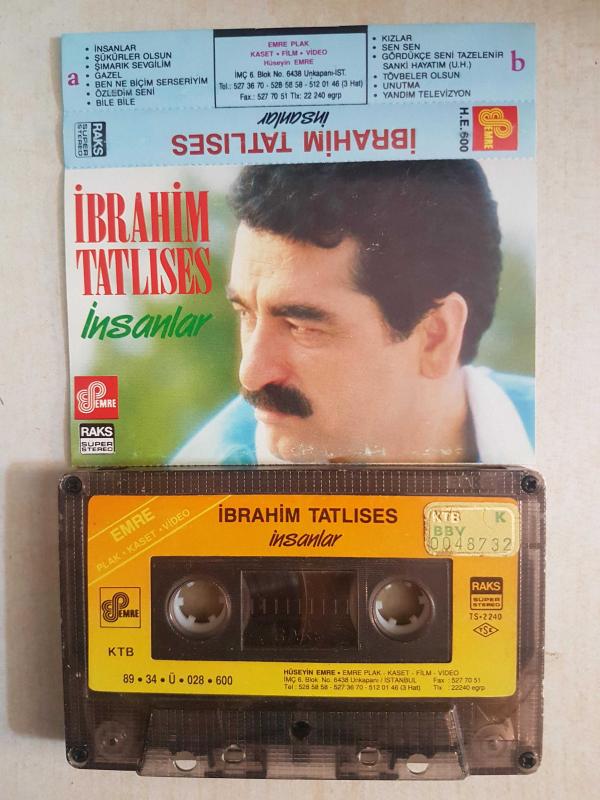 a
• İNSANLAR
• ŞÜKÜRLER OLSUN
• ŞIMARIK SEVGİLİM
• GAZEL
• BEN NE BİÇİM SERSERİYİM
• ÖZLEDİM SENİ
• BİLE BİLE
EMRE PLAK
KASET • FİLM • VİDEO
Hüseyin EMRE
İMÇ 6. Blok No. 6438 Unkapanı-İST.
Tel.: 527 36 70 - 528 58 58 - 512 01 46 (3 Hat)
Fax.: 527 70 51 Tlx: 22 240 egrp
• KIZLAR
• SEN SEN
• GÖRDÜKÇE SENİ TAZELENİR
SANKİ HAYATIM (U.H.)
• TÖVBELER OLSUN
• UNUTMA
• YANDIM TELEVİZYON
b
RAKS
SÜPER
STEREO
İBRAHİM TATLISES
insanlar
H.E. 600
EMRE
İBRAHİM
TATLISES
İnsanlar
EMRE
RAKS
SÜPER
STEREO
EMRE
PLAK • KASET • VİDEO
İBRAHİM TATLISES
insanlar
KTB K
BBV
0048732
EMRE
KTB
RAKS
RAKS
SÜPER
STEREO
TS•2240
YSK
89 • 34 • Ü • 028 • 600
HÜSEYİN EMRE • EMRE PLAK - KASET - FİLM - VİDEO
İMÇ 6. Blok No. 6438 Unkapanı / İSTANBUL Fax : 527 70 51
Tel : 528 58 58 - 527 36 70 - 512 01 46 (3 Hat) Tlx : 22240 egrp